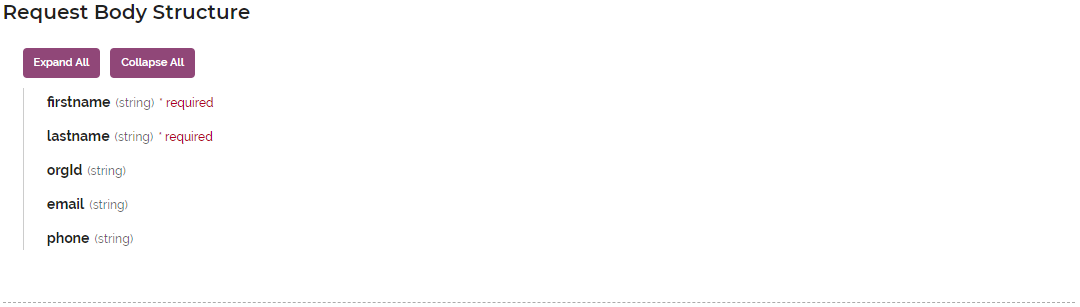 Request Body Structure
Expand All Collapse All
firstname (string) * required
lastname (string) * required
orgId (string)
email (string)
phone (string)